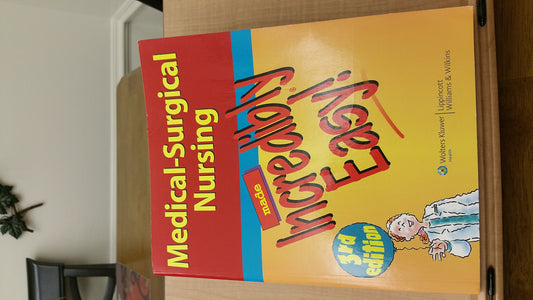 Medical-Surgical
Nursing
made
Incredibly
Easy!
3rd
edition
Wolters Kluwer
Health
Lippincott
Williams & Wilkins